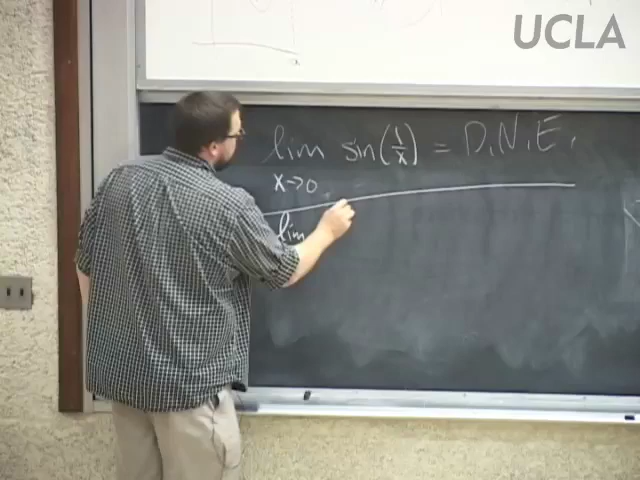 UCLA
lim sin(1/x) = D.N.E.
x→0
lim